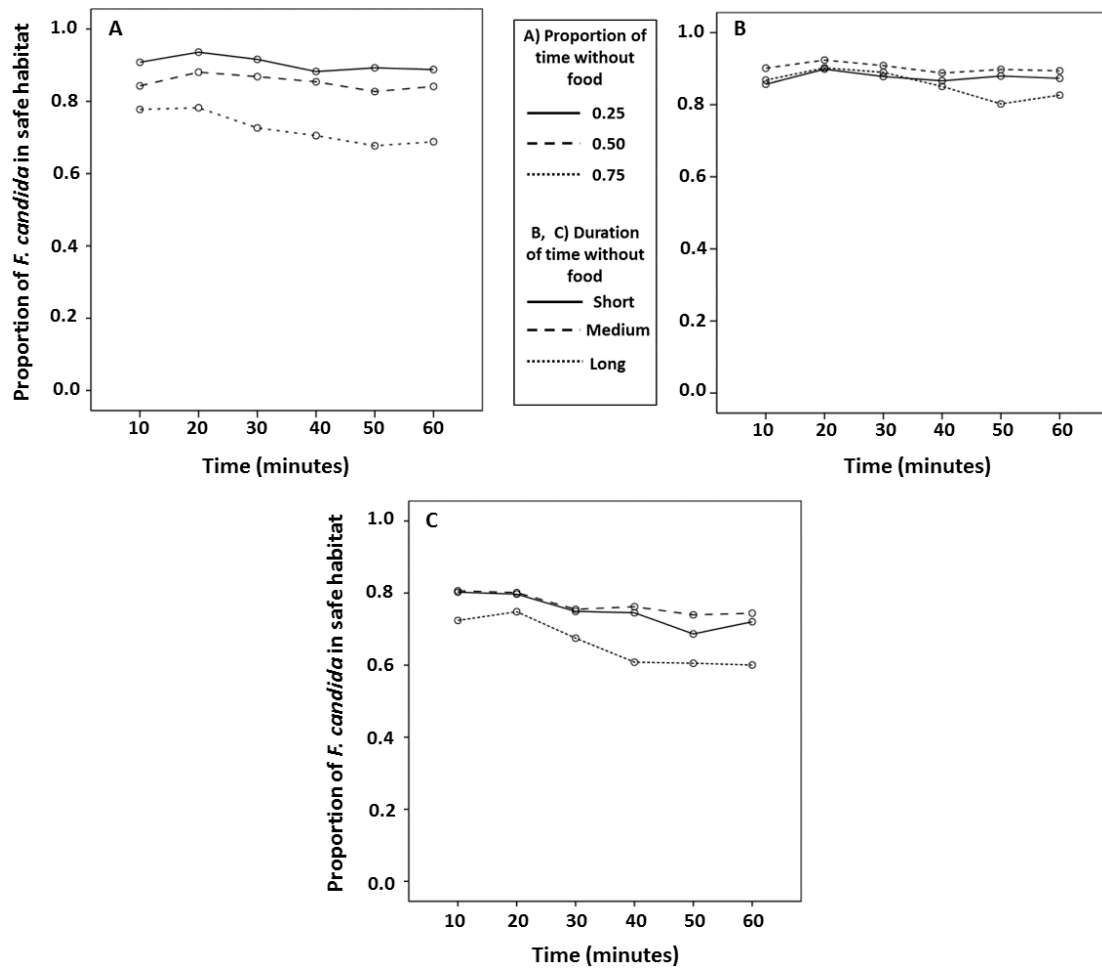 Proportion of F. candida in safe habitat
A
1.0
0.8
0.6
0.4
0.2
0.0
10 20 30 40 50 60
Time (minutes)
A) Proportion of
time without
food
0.25
0.50
0.75
B, C) Duration
of time without
food
Short
Medium
Long
B
1.0
0.8
0.6
0.4
0.2
0.0
10 20 30 40 50 60
Time (minutes)
Proportion of F. candida in safe habitat
C
1.0
0.8
0.6
0.4
0.2
0.0
10 20 30 40 50 60
Time (minutes)